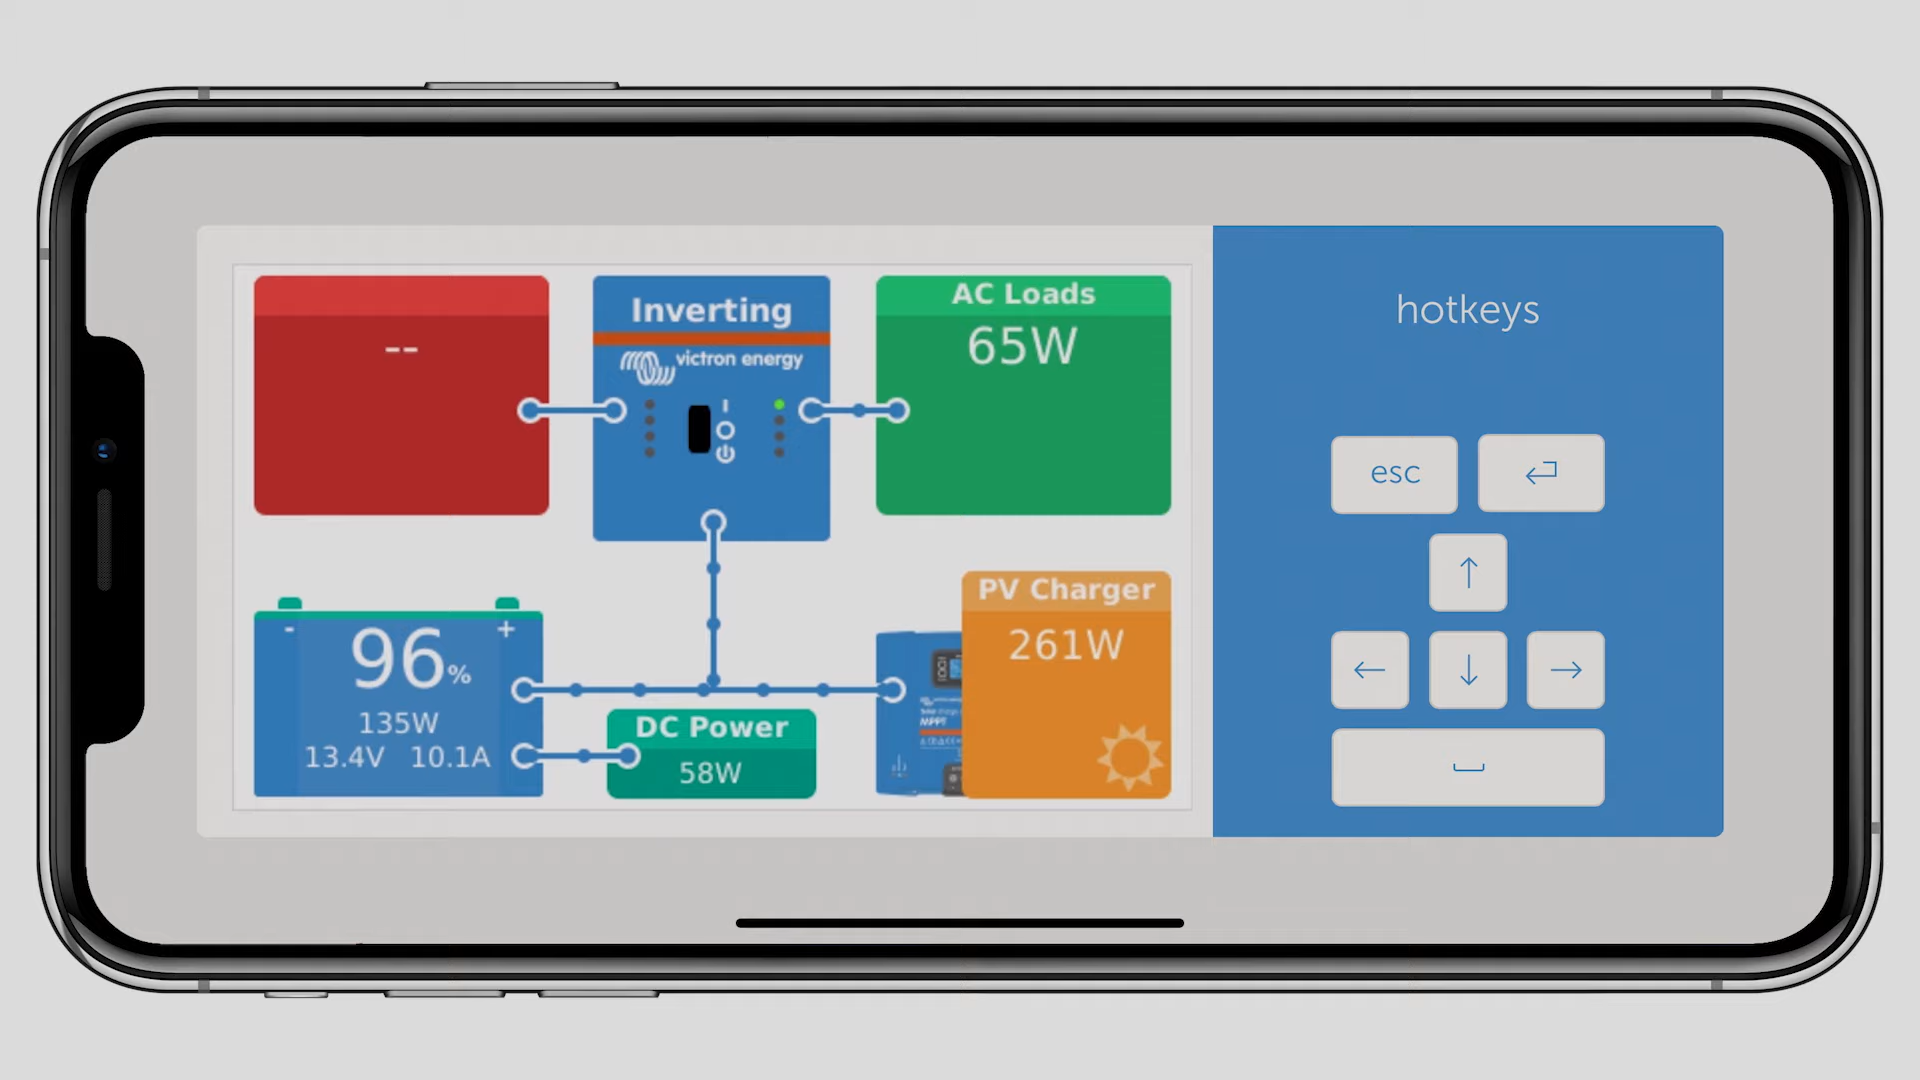 --
Inverting
victron energy
AC Loads
65W
hotkeys
esc
- +
96%
135W
13.4V 10.1A
DC Power
58W
MPPT
PV Charger
261W